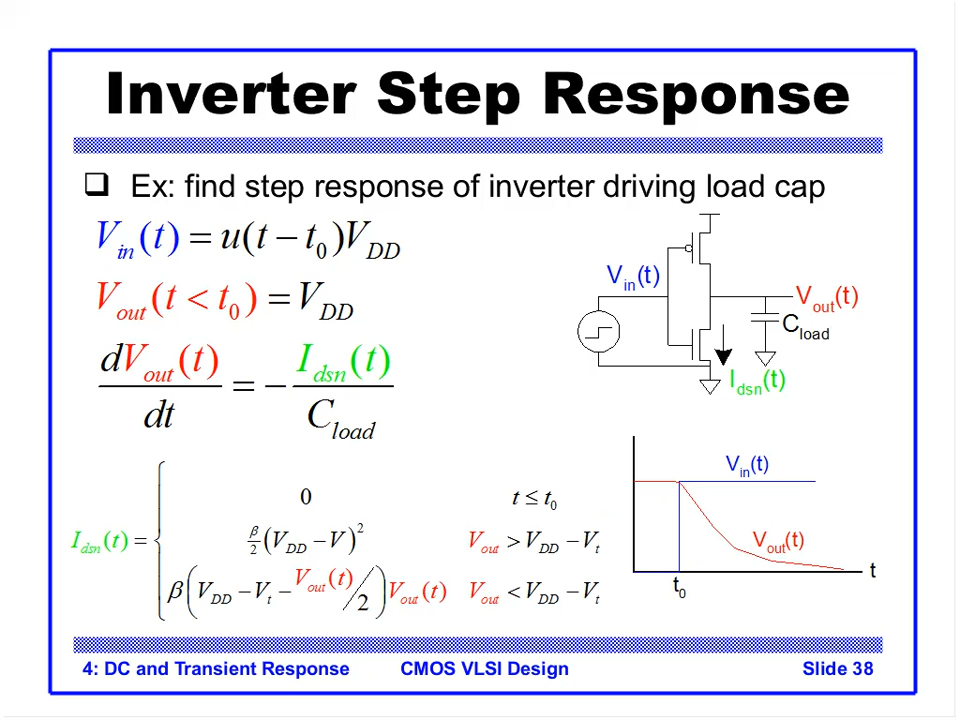 Inverter Step Response
❑ Ex: find step response of inverter driving load cap
V_in(t) = u(t − t_0)V_DD
V_out(t < t_0) = V_DD
dV_out(t)/dt = − I_dsn(t)/C_load
I_dsn(t) = {
0 t ≤ t_0
β/2 (V_DD − V)^2 V_out > V_DD − V_t
β(V_DD − V_t − V_out(t)/2)V_out(t) V_out < V_DD − V_t
V_in(t)
V_out(t)
C_load
I_dsn(t)
V_in(t)
V_out(t)
t
t_0
4: DC and Transient Response CMOS VLSI Design Slide 38